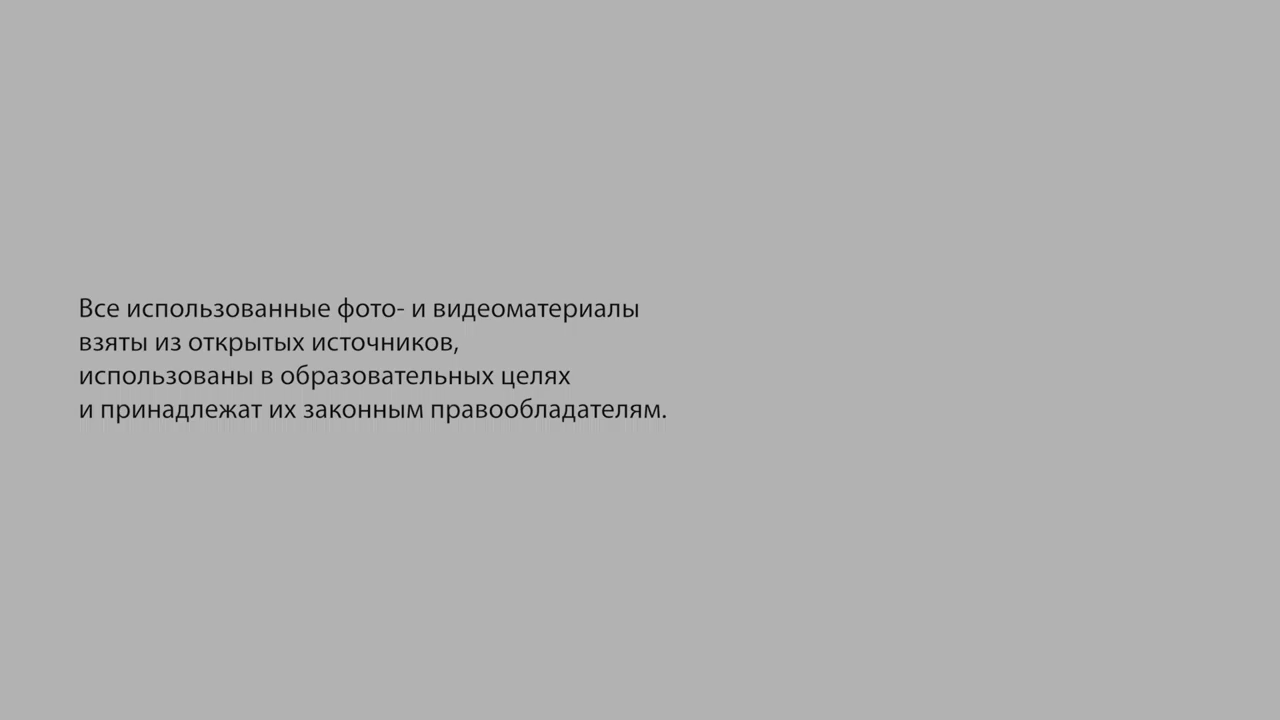 Все использованные фото- и видеоматериалы
взяты из открытых источников,
использованы в образовательных целях
и принадлежат их законным правообладателям.